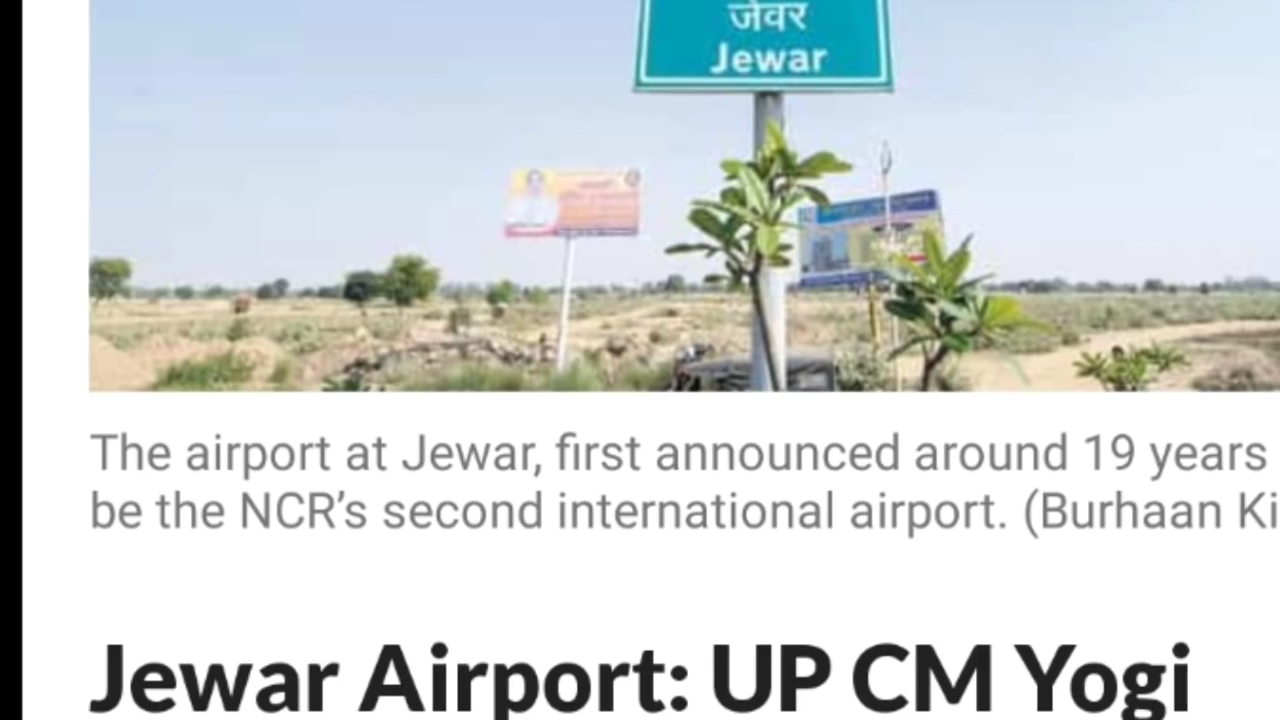 जेवर
Jewar
The airport at Jewar, first announced around 19 years
be the NCR’s second international airport. (Burhaan Ki
Jewar Airport: UP CM Yogi